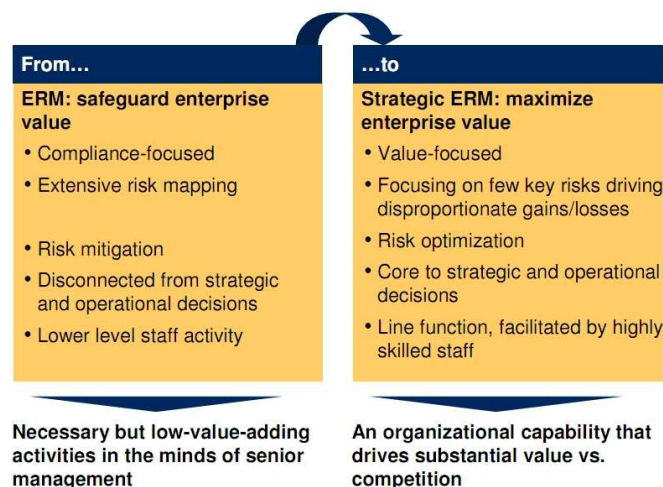 From...
ERM: safeguard enterprise
value
• Compliance-focused
• Extensive risk mapping
• Risk mitigation
• Disconnected from strategic
and operational decisions
• Lower level staff activity
Necessary but low-value-adding
activities in the minds of senior
management
...to
Strategic ERM: maximize
enterprise value
• Value-focused
• Focusing on few key risks driving
disproportionate gains/losses
• Risk optimization
• Core to strategic and operational
decisions
• Line function, facilitated by highly
skilled staff
An organizational capability that
drives substantial value vs.
competition